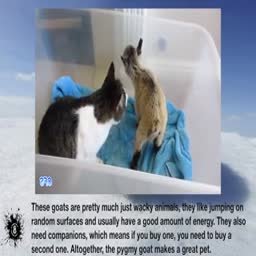 These goats are pretty much just wacky animals, they like jumping on
random surfaces and usually have a good amount of energy. They also
need companions, which means if you buy one, you need to buy a
second one. Altogether, the pygmy goat makes a great pet.